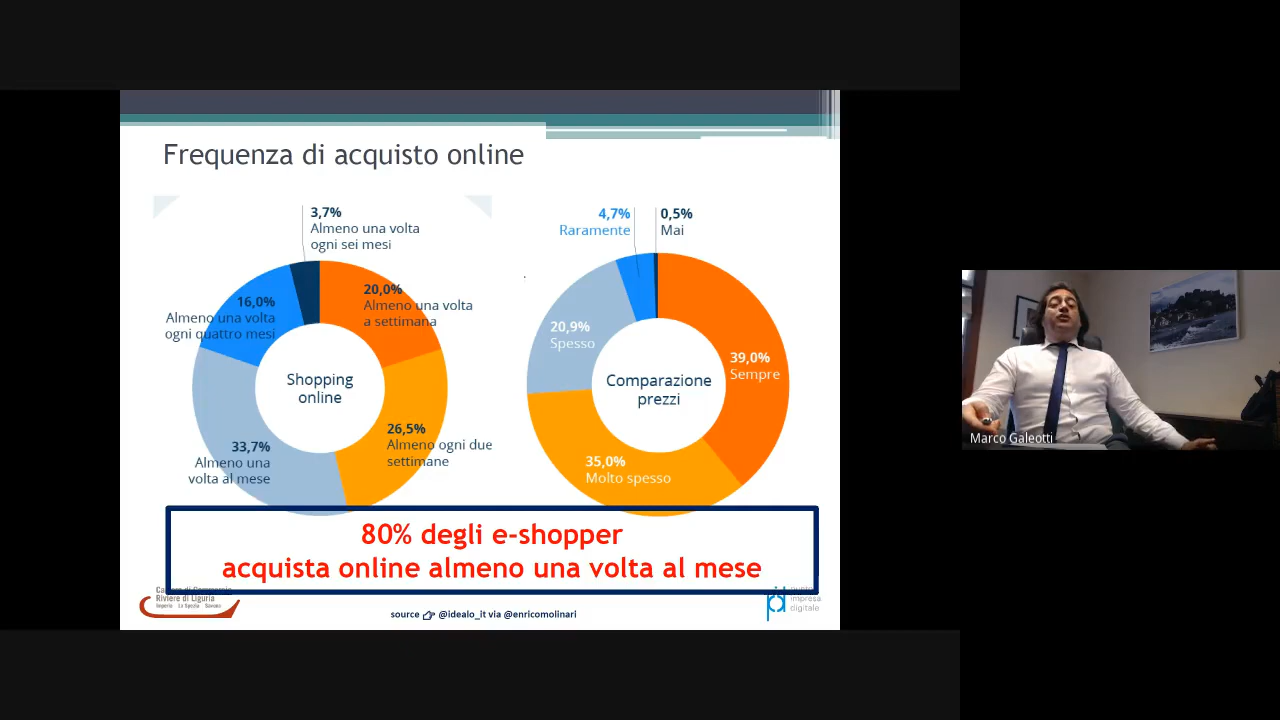 Frequenza di acquisto online
3,7%
Almeno una volta
ogni sei mesi
20,0%
Almeno una volta
a settimana
16,0%
Almeno una volta
ogni quattro mesi
Shopping
online
26,5%
Almeno ogni due
settimane
33,7%
Almeno una
volta al mese
4,7%
Raramente
0,5%
Mai
20,9%
Spesso
39,0%
Sempre
Comparazione
prezzi
35,0%
Molto spesso
80% degli e-shopper
acquista online almeno una volta al mese
Camera di Commercio
Riviere di Liguria
Imperia La Spezia Savona
source @idealo_it via @enricomolinari
impresa
digitale
Marco Galeotti